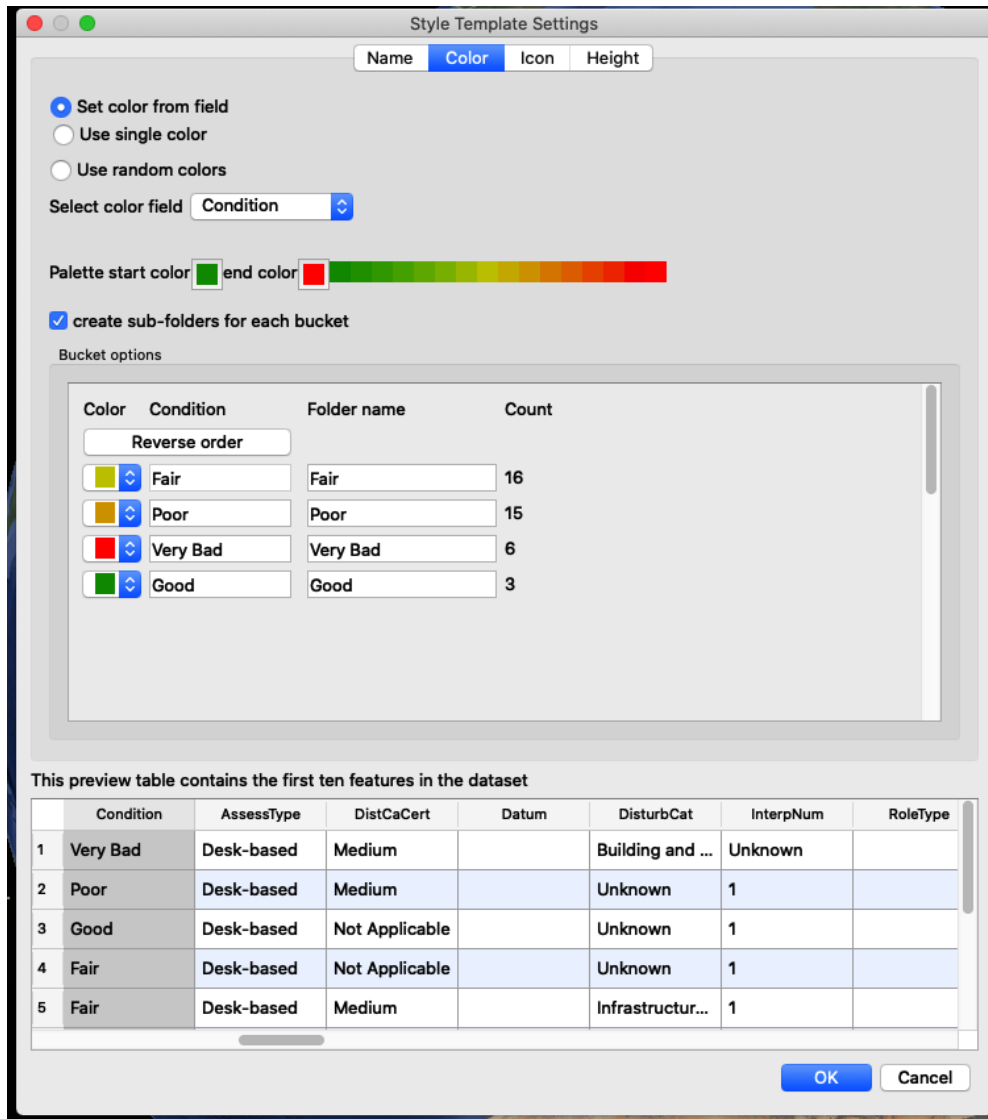 Style Template Settings
Name Color Icon Height
Set color from field
Use single color
Use random colors
Select color field Condition
Palette start color end color
create sub-folders for each bucket
Bucket options
Color Condition Folder name Count
Reverse order
Fair Fair 16
Poor Poor 15
Very Bad Very Bad 6
Good Good 3
This preview table contains the first ten features in the dataset
Condition AssessType DistCaCert Datum DisturbCat InterpNum RoleType
1 Very Bad Desk-based Medium Building and ... Unknown
2 Poor Desk-based Medium Unknown 1
3 Good Desk-based Not Applicable Unknown 1
4 Fair Desk-based Not Applicable Unknown 1
5 Fair Desk-based Medium Infrastructur... 1
OK Cancel